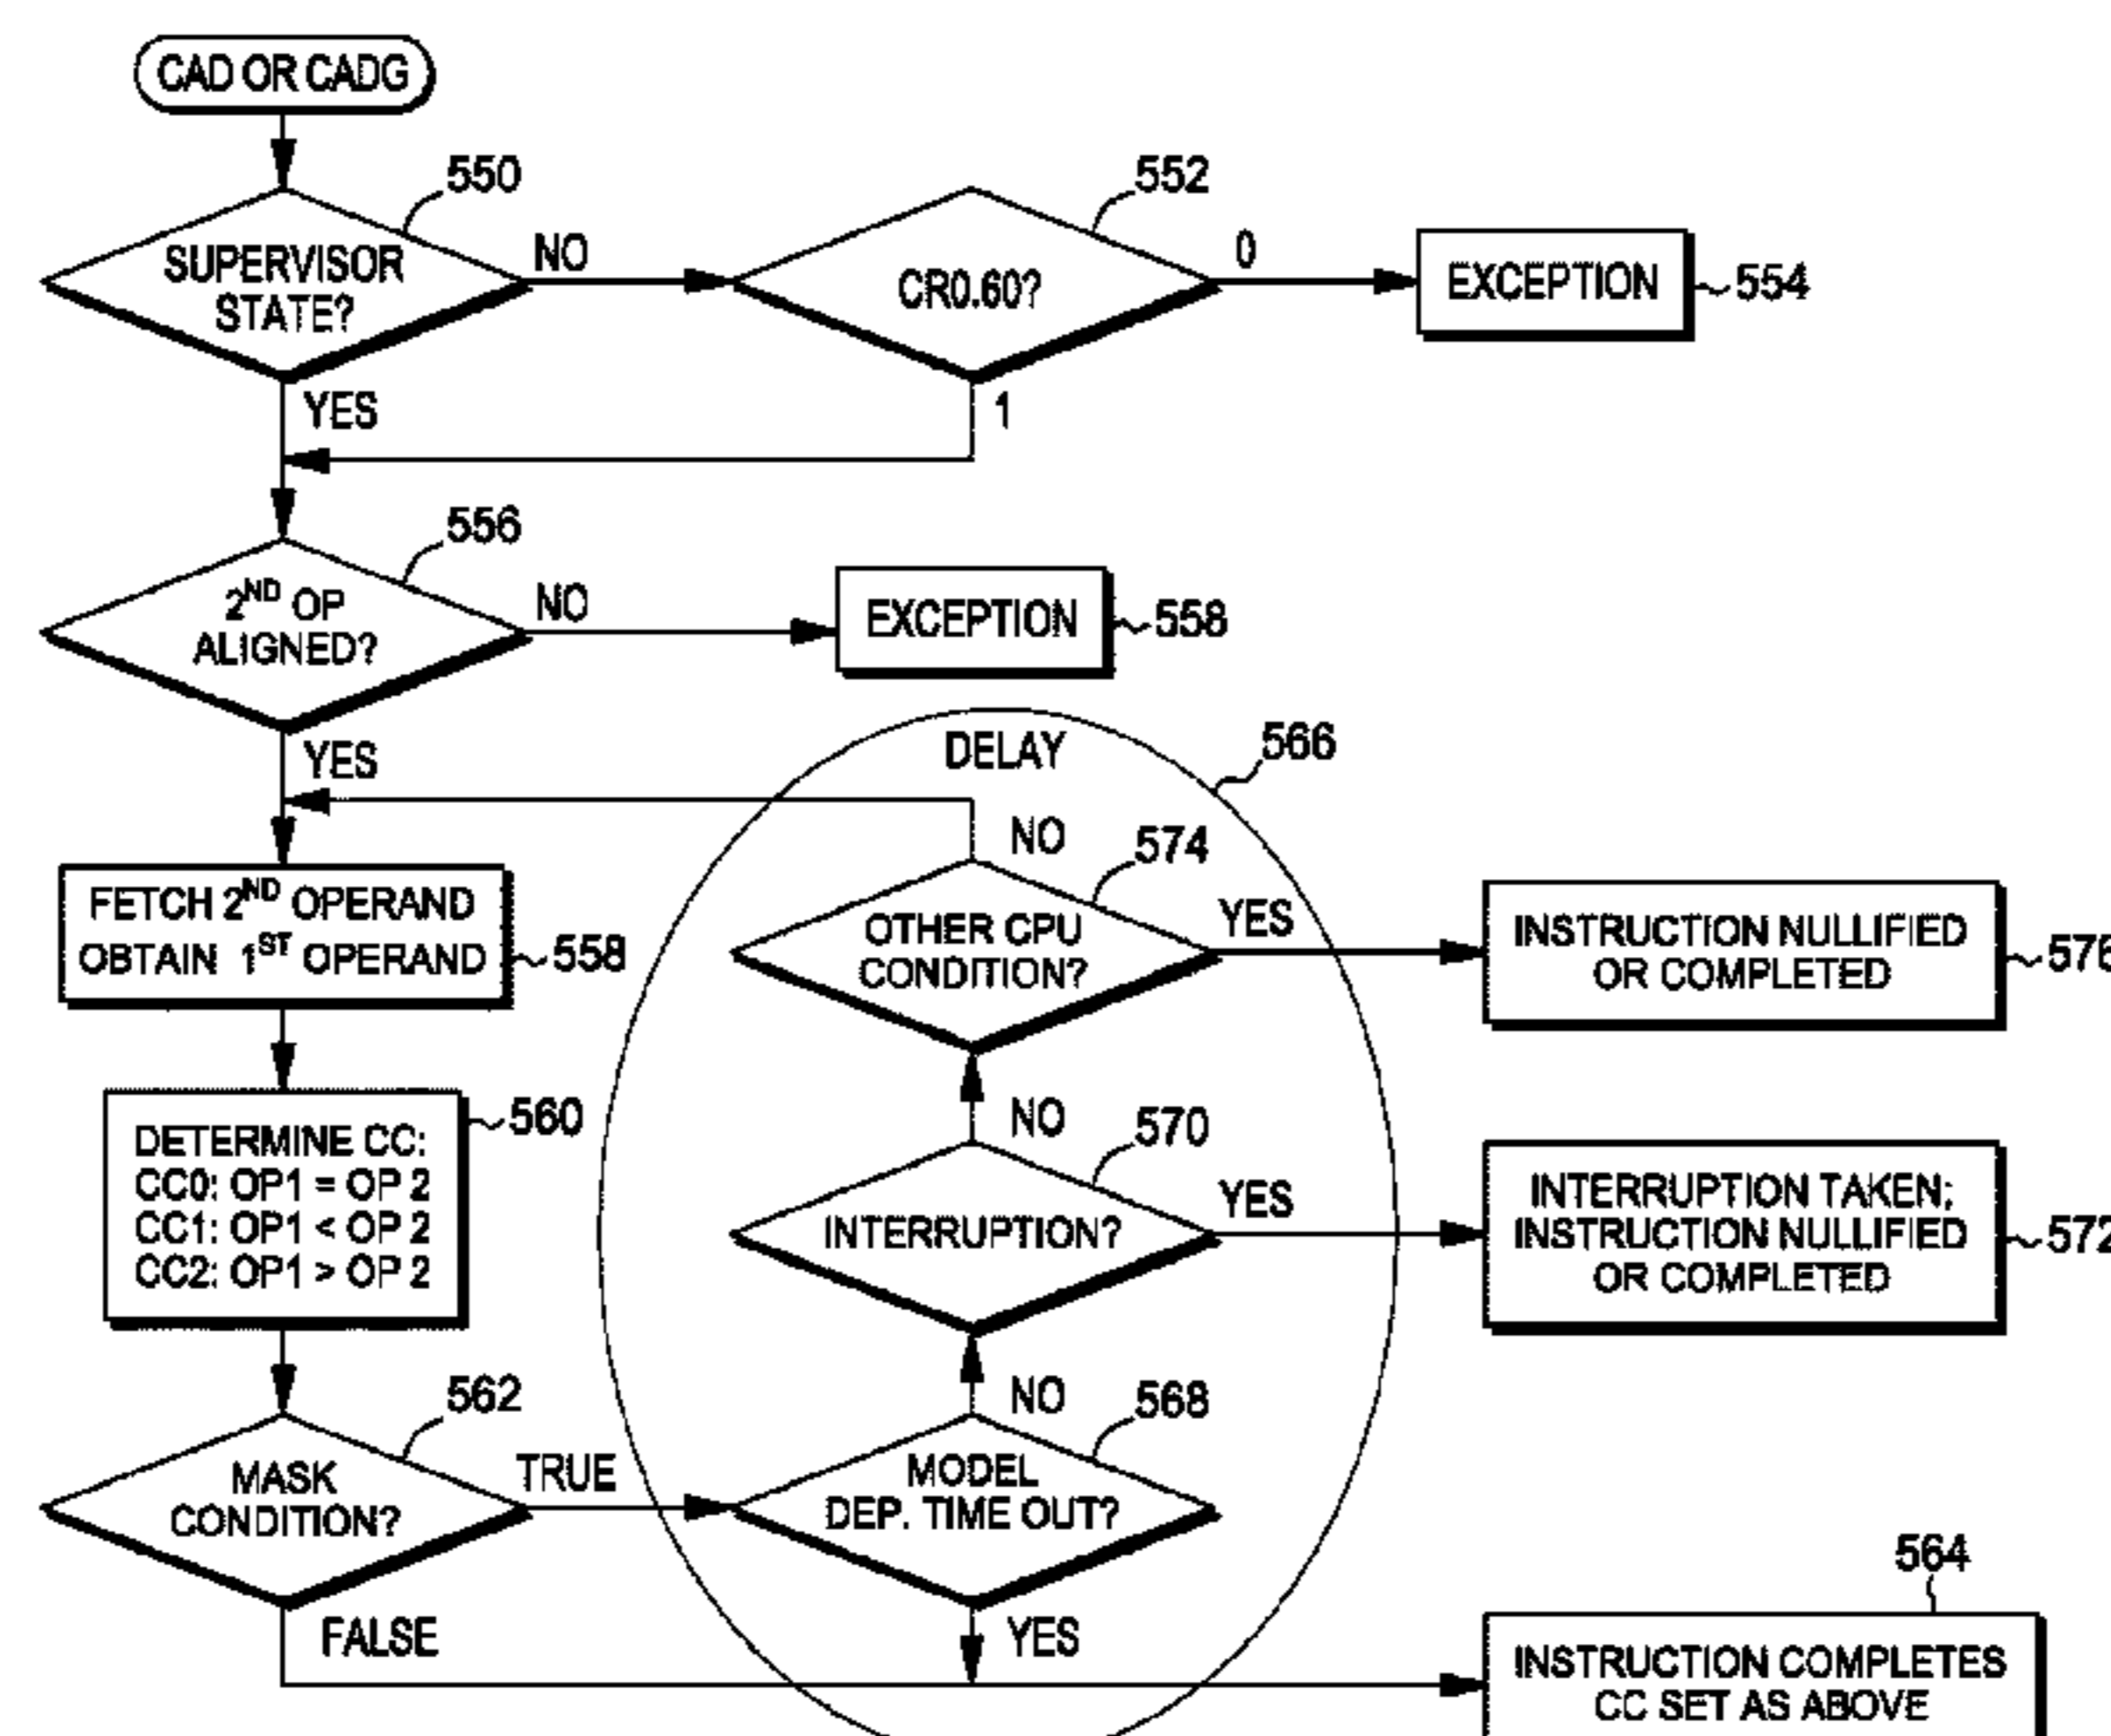 CAD OR CADG
550
SUPERVISOR
STATE?
NO
YES
552
CR0.60?
0
1
EXCEPTION
554
556
2ND OP
ALIGNED?
NO
YES
EXCEPTION
558
DELAY
566
FETCH 2ND OPERAND
OBTAIN 1ST OPERAND
558
NO
574
OTHER CPU
CONDITION?
YES
INSTRUCTION NULLIFIED
OR COMPLETED
576
560
DETERMINE CC:
CC0: OP1 = OP 2
CC1: OP1 < OP 2
CC2: OP1 > OP 2
NO
570
INTERRUPTION?
YES
INTERRUPTION TAKEN;
INSTRUCTION NULLIFIED
OR COMPLETED
572
562
MASK
CONDITION?
TRUE
FALSE
NO
568
MODEL
DEP. TIME OUT?
YES
564
INSTRUCTION COMPLETES
CC SET AS ABOVE